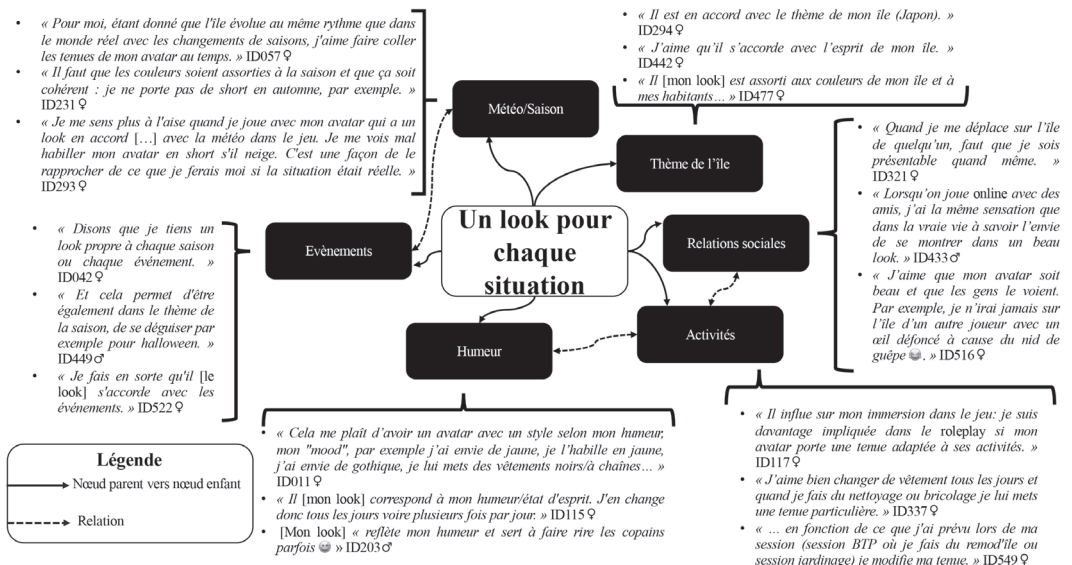 • « Pour moi, étant donné que l'île évolue au même rythme que dans
le monde réel avec les changements de saisons, j'aime faire coller
les tenues de mon avatar au temps. » ID057♀
• « Il faut que les couleurs soient assorties à la saison et que ça soit
cohérent : je ne porte pas de short en automne, par exemple. »
ID231♀
• « Je me sens plus à l'aise quand je joue avec mon avatar qui a un
look en accord […] avec la météo dans le jeu. Je me vois mal
habiller mon avatar en short s'il neige. C'est une façon de le
rapprocher de ce que je ferais moi si la situation était réelle. »
ID293♀
• « Il est en accord avec le thème de mon île (Japon). »
ID294♀
• « J'aime qu'il s'accorde avec l'esprit de mon île. »
ID442♀
• « Il [mon look] est assorti aux couleurs de mon île et à
mes habitants… » ID477♀
Météo/Saison
Thème de l'île
Un look pour
chaque
situation
Evènements
Relations sociales
Humeur
Activités
• « Quand je me déplace sur l'île
de quelqu'un, faut que je sois
présentable quand même. »
ID321♀
• « Lorsqu'on joue online avec des
amis, j'ai la même sensation que
dans la vraie vie à savoir l'envie
de se montrer dans un beau
look. » ID433♂
• « J'aime que mon avatar soit
beau et que les gens le voient.
Par exemple, je n'irai jamais sur
l'île d'un autre joueur avec un
œil défoncé à cause du nid de
guêpe 😀. » ID516♀
• « Disons que je tiens un
look propre à chaque saison
ou chaque événement. »
ID042♀
• « Et cela permet d'être
également dans le thème de
la saison, de se déguiser par
exemple pour halloween. »
ID449♂
• « Je fais en sorte qu'il [le
look] s'accorde avec les
événements. » ID522♀
• « Cela me plaît d'avoir un avatar avec un style selon mon humeur,
mon "mood", par exemple j'ai envie de jaune, je l'habille en jaune,
j'ai envie de gothique, je lui mets des vêtements noirs/à chaînes… »
ID011♀
• « Il [mon look] correspond à mon humeur/état d'esprit. J'en change
donc tous les jours voire plusieurs fois par jour. » ID115♀
• [Mon look] « reflète mon humeur et sert à faire rire les copains
parfois 😀 » ID203♂
• « Il influe sur mon immersion dans le jeu: je suis
davantage impliquée dans le roleplay si mon
avatar porte une tenue adaptée à ses activités. »
ID117♀
• « J'aime bien changer de vêtement tous les jours et
quand je fais du nettoyage ou bricolage je lui mets
une tenue particulière. » ID337♀
• « … en fonction de ce que j'ai prévu lors de ma
session (session BTP où je fais du remod'île ou
session jardinage) je modifie ma tenue. » ID549♀
Légende
Nœud parent vers nœud enfant
Relation